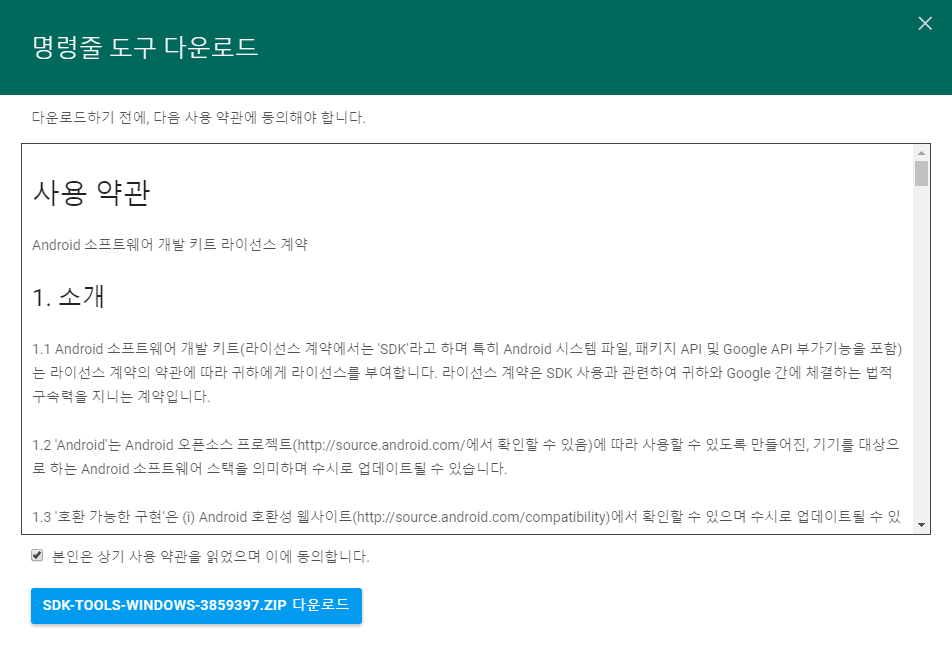 명령줄 도구 다운로드
다운로드하기 전에, 다음 사용 약관에 동의해야 합니다.
사용 약관
Android 소프트웨어 개발 키트 라이선스 계약
1. 소개
1.1 Android 소프트웨어 개발 키트(라이선스 계약에서는 'SDK'라고 하며 특히 Android 시스템 파일, 패키지 API 및 Google API 부가기능을 포함)
는 라이선스 계약의 약관에 따라 귀하에게 라이선스를 부여합니다. 라이선스 계약은 SDK 사용과 관련하여 귀하와 Google 간에 체결하는 법적
구속력을 지니는 계약입니다.
1.2 'Android'는 Android 오픈소스 프로젝트(http://source.android.com/에서 확인할 수 있음)에 따라 사용할 수 있도록 만들어진, 기기를 대상으
로 하는 Android 소프트웨어 스택을 의미하며 수시로 업데이트될 수 있습니다.
1.3 '호환 가능한 구현'은 (i) Android 호환성 웹사이트(http://source.android.com/compatibility)에서 확인할 수 있으며 수시로 업데이트될 수 있
본인은 상기 사용 약관을 읽었으며 이에 동의합니다.
SDK-TOOLS-WINDOWS-3859397.ZIP 다운로드